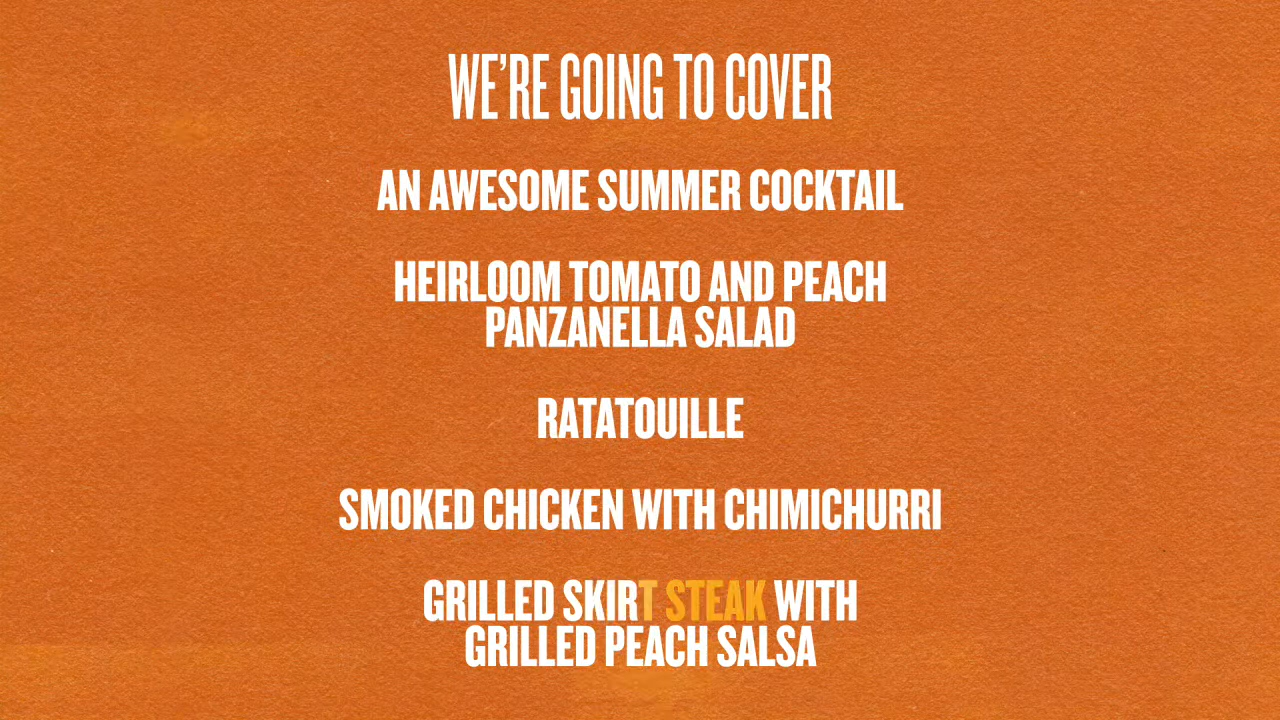 WE'RE GOING TO COVER
AN AWESOME SUMMER COCKTAIL
HEIRLOOM TOMATO AND PEACH
PANZANELLA SALAD
RATATOUILLE
SMOKED CHICKEN WITH CHIMICHURRI
GRILLED SKIRT STEAK WITH
GRILLED PEACH SALSA